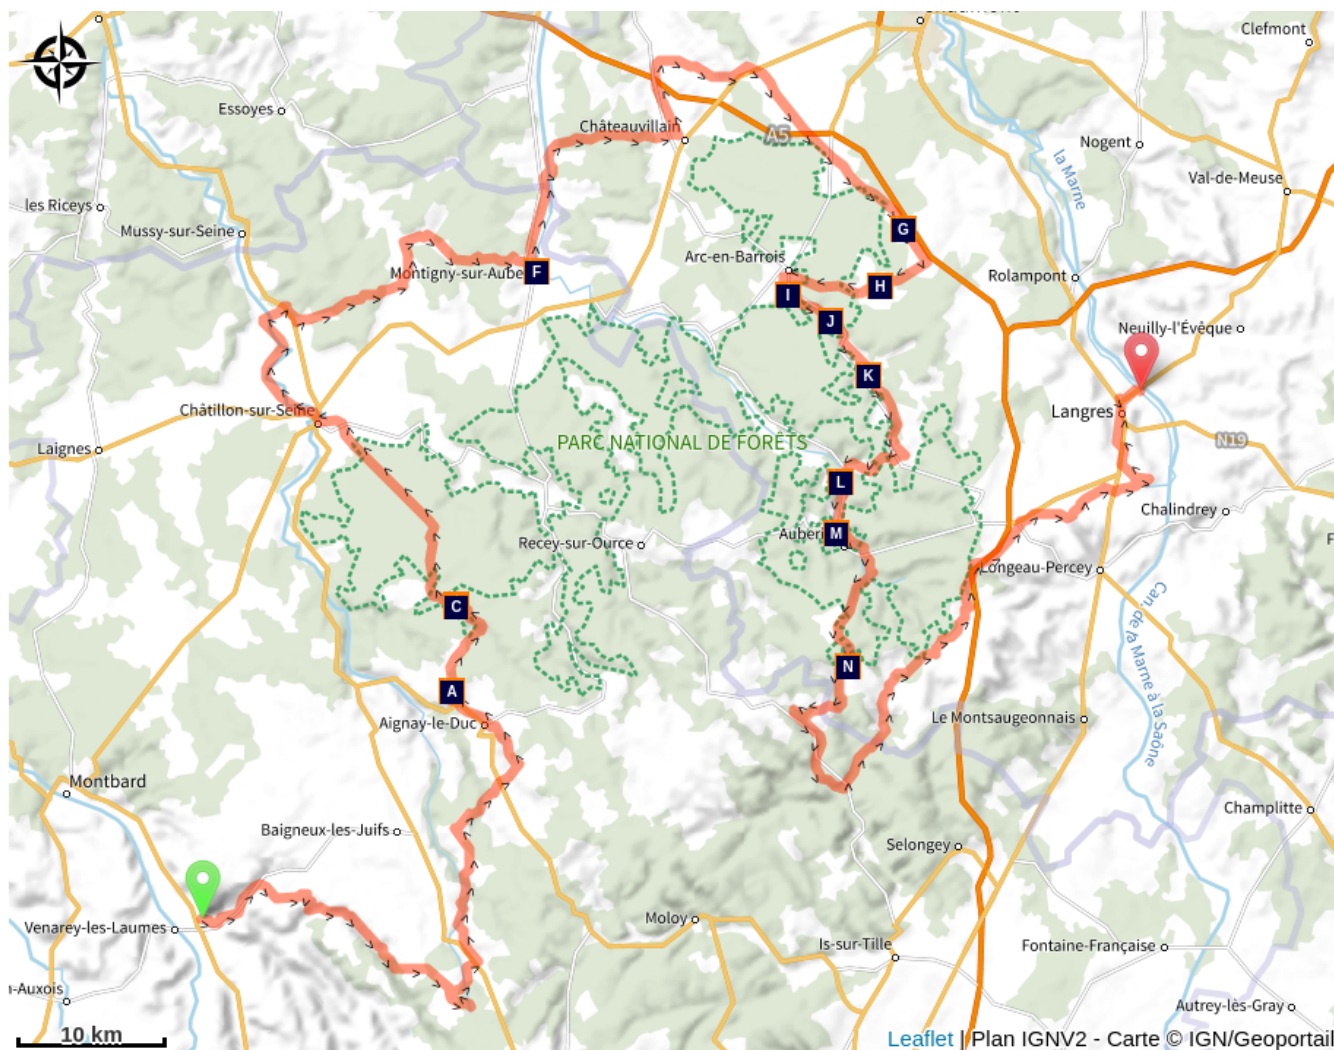 Clefmont
Essoyes
Châteauvillain
A5
Nogent
la Marne
Val-de-Meuse
les Riceys
Mussy-sur-Seine
G
Arc-en-Barrois
Montigny-sur-Aube
F
Rolampont
H
I
J
Neuilly-l'Évêque
K
Châtillon-sur-Seine
Langres
PARC NATIONAL DE FORÊTS
N19
Laignes
L
Chalindrey
Recey-sur-Ource
M
Longeau-Percey
C
Can. de la Marne à la Saône
N
A
Aignay-le-Duc
Le Montsaugeonnais
Montbard
Champlitte
Baigneux-les-Juifs
Selongey
Venarey-les-Laumes
Moloy
Is-sur-Tille
Fontaine-Française
-Auxois
Autrey-lès-Gray
10 km
Leaflet | Plan IGNV2 - Carte © IGN/Geoportail